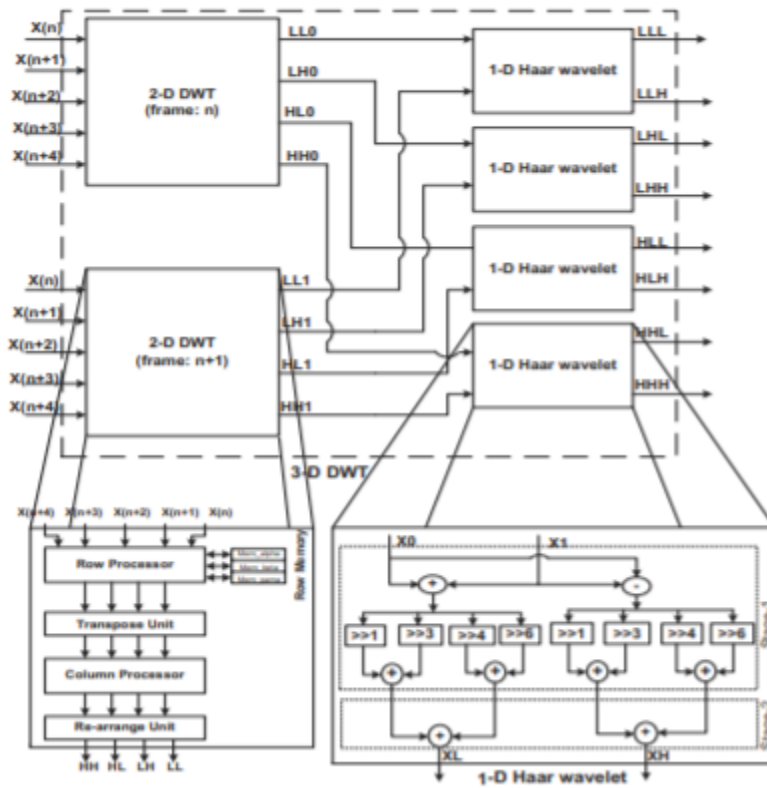 X(n)
X(n+1)
X(n+2)
X(n+3)
X(n+4)
2-D DWT
(frame: n)
LL0
LH0
HL0
HH0
1-D Haar wavelet
LLL
LLH
1-D Haar wavelet
LHL
LHH
1-D Haar wavelet
HLL
HLH
1-D Haar wavelet
HHL
HHH
X(n)
X(n+1)
X(n+2)
X(n+3)
X(n+4)
2-D DWT
(frame: n+1)
LL1
LH1
HL1
HH1
3-D DWT
X(n+4) X(n+3) X(n+2) X(n+1) X(n)
Row Processor
Mem_alpha
Row Memory
Transpose Unit
Column Processor
Re-arrange Unit
HH HL LH LL
X0 X1
+ -
>>1 >>3 >>4 >>6 >>1 >>3 >>4 >>6
+ + + +
+ +
XL XH
1-D Haar wavelet